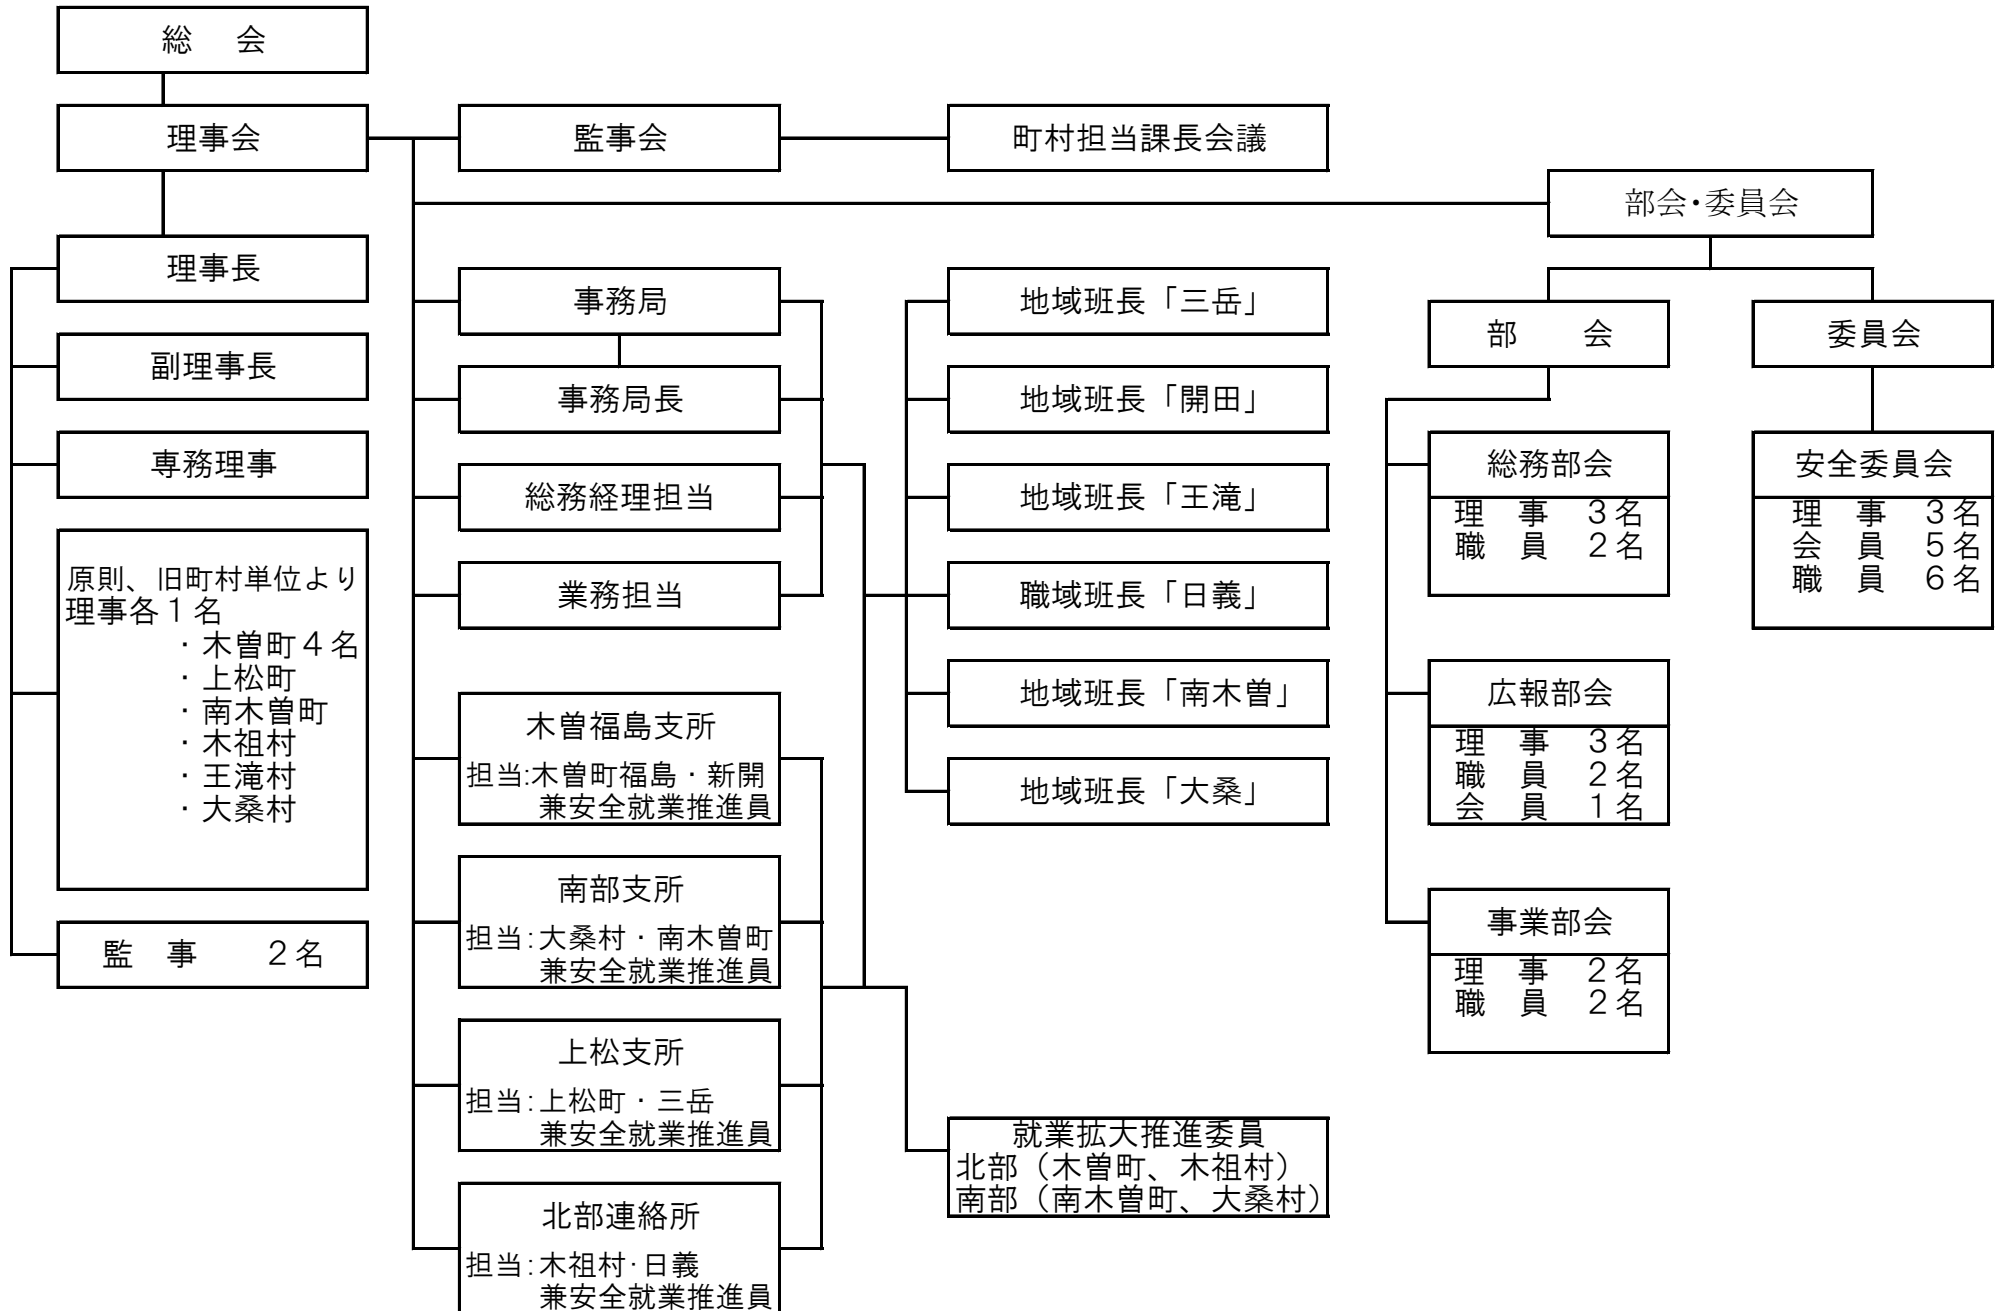 総　会
理事会
監事会
町村担当課長会議
部会･委員会
理事長
副理事長
専務理事
原則、旧町村単位より
理事各１名
・木曽町４名
・上松町
・南木曽町
・木祖村
・王滝村
・大桑村
監　事　　２名
事務局
事務局長
総務経理担当
業務担当
木曽福島支所
担当:木曽町福島・新開
兼安全就業推進員
南部支所
担当:大桑村・南木曽町
兼安全就業推進員
上松支所
担当:上松町・三岳
兼安全就業推進員
北部連絡所
担当:木祖村･日義
兼安全就業推進員
地域班長「三岳」
地域班長「開田」
地域班長「王滝」
職域班長「日義」
地域班長「南木曽」
地域班長「大桑」
就業拡大推進委員
北部（木曽町、木祖村）
南部（南木曽町、大桑村）
部　　会
総務部会
理　事　３名
職　員　２名
広報部会
理　事　３名
職　員　２名
会　員　１名
事業部会
理　事　２名
職　員　２名
委員会
安全委員会
理　事　３名
会　員　５名
職　員　６名